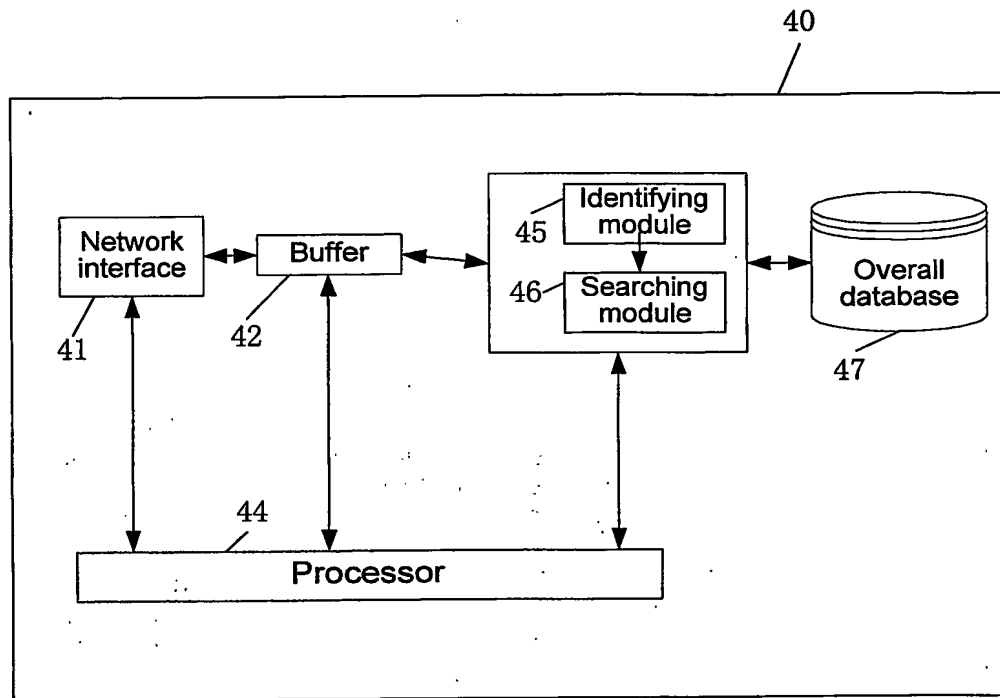 40
Network
interface
41
Buffer
42
45
Identifying
module
46
Searching
module
Overall
database
47
44
Processor